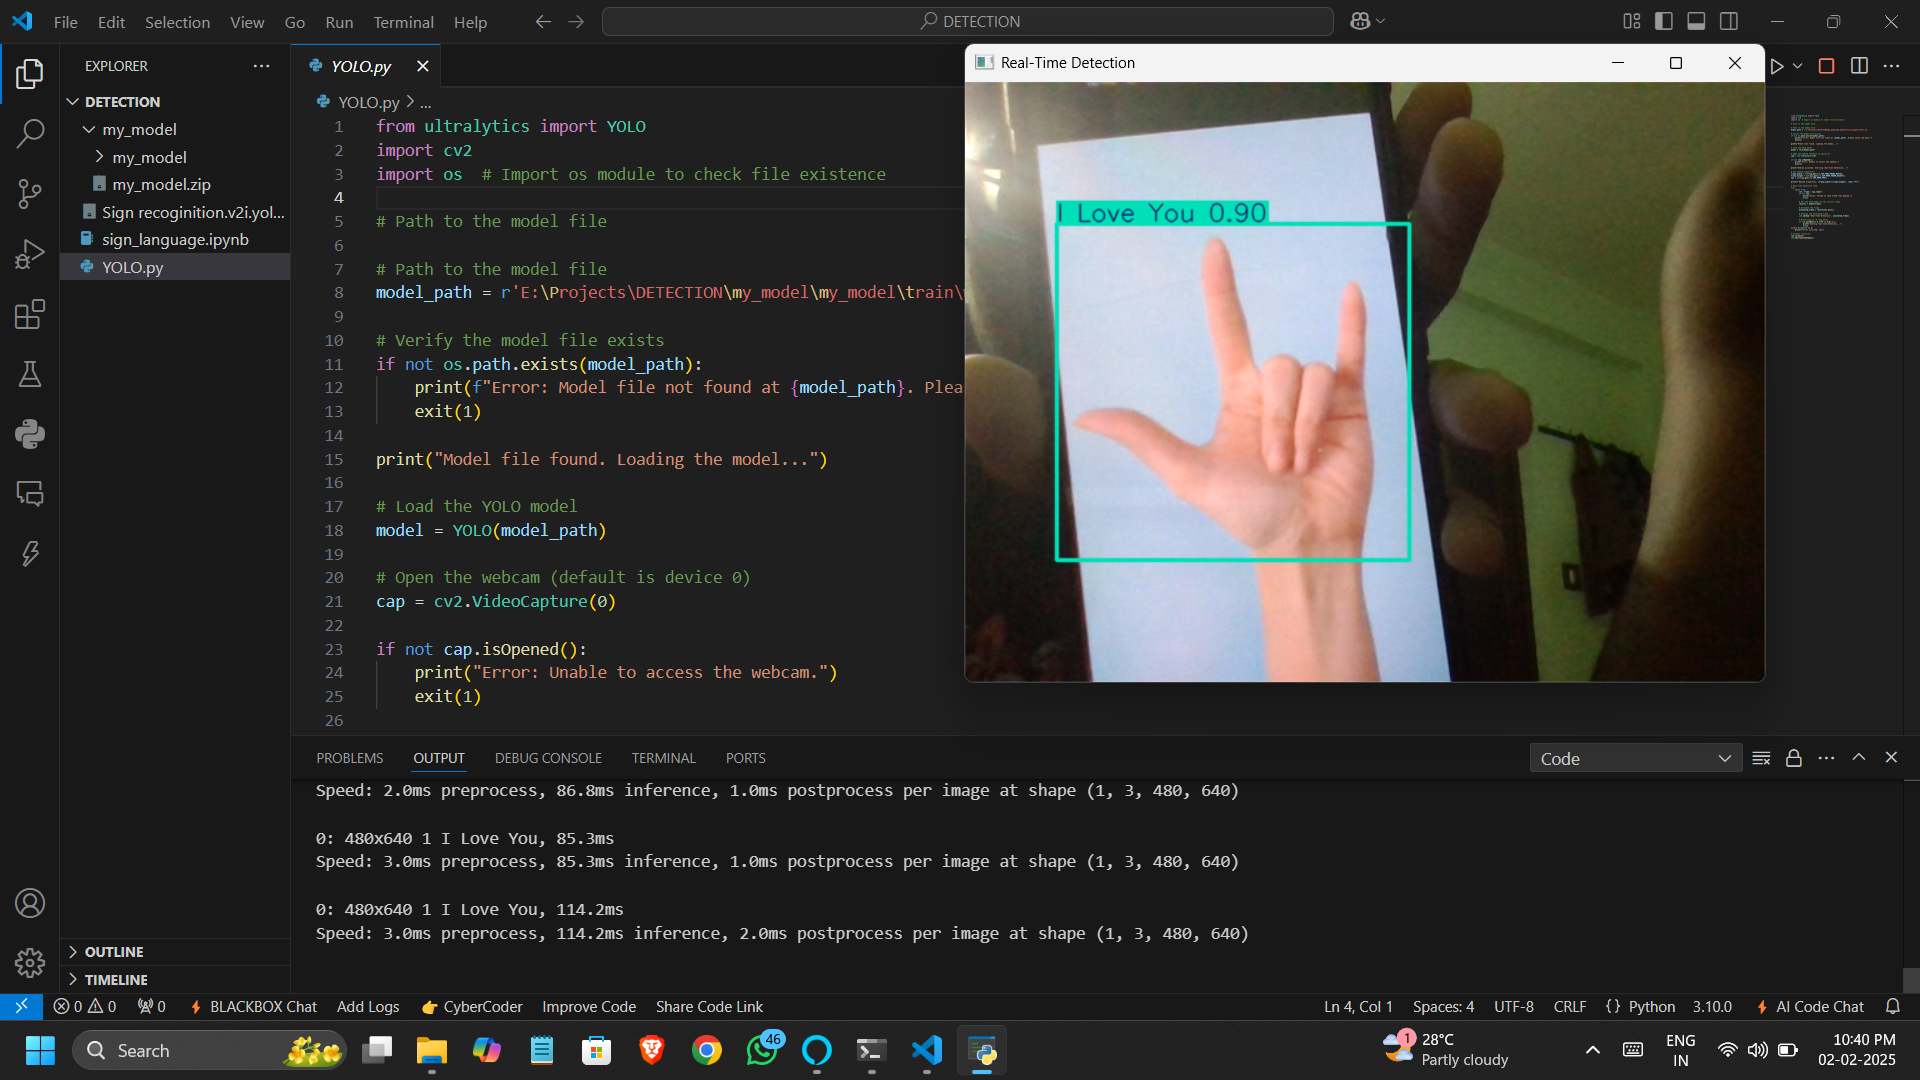 File Edit Selection View Go Run Terminal Help
DETECTION
EXPLORER
DETECTION
my_model
my_model
my_model.zip
Sign recoginition.v2i.yol...
sign_language.ipynb
YOLO.py
OUTLINE
TIMELINE
YOLO.py
YOLO.py > ...
1 from ultralytics import YOLO
2 import cv2
3 import os # Import os module to check file existence
4
5 # Path to the model file
6
7 # Path to the model file
8 model_path = r'E:\Projects\DETECTION\my_model\my_model\train\
9
10 # Verify the model file exists
11 if not os.path.exists(model_path):
12 print(f"Error: Model file not found at {model_path}. Plea
13 exit(1)
14
15 print("Model file found. Loading the model...")
16
17 # Load the YOLO model
18 model = YOLO(model_path)
19
20 # Open the webcam (default is device 0)
21 cap = cv2.VideoCapture(0)
22
23 if not cap.isOpened():
24 print("Error: Unable to access the webcam.")
25 exit(1)
26
Real-Time Detection
I Love You 0.90
PROBLEMS OUTPUT DEBUG CONSOLE TERMINAL PORTS
Code
Speed: 2.0ms preprocess, 86.8ms inference, 1.0ms postprocess per image at shape (1, 3, 480, 640)
0: 480x640 1 I Love You, 85.3ms
Speed: 3.0ms preprocess, 85.3ms inference, 1.0ms postprocess per image at shape (1, 3, 480, 640)
0: 480x640 1 I Love You, 114.2ms
Speed: 3.0ms preprocess, 114.2ms inference, 2.0ms postprocess per image at shape (1, 3, 480, 640)
0 0 0 BLACKBOX Chat Add Logs CyberCoder Improve Code Share Code Link
Ln 4, Col 1 Spaces: 4 UTF-8 CRLF {} Python 3.10.0 AI Code Chat
Search
46
1
28°C
Partly cloudy
ENG
IN
10:40 PM
02-02-2025